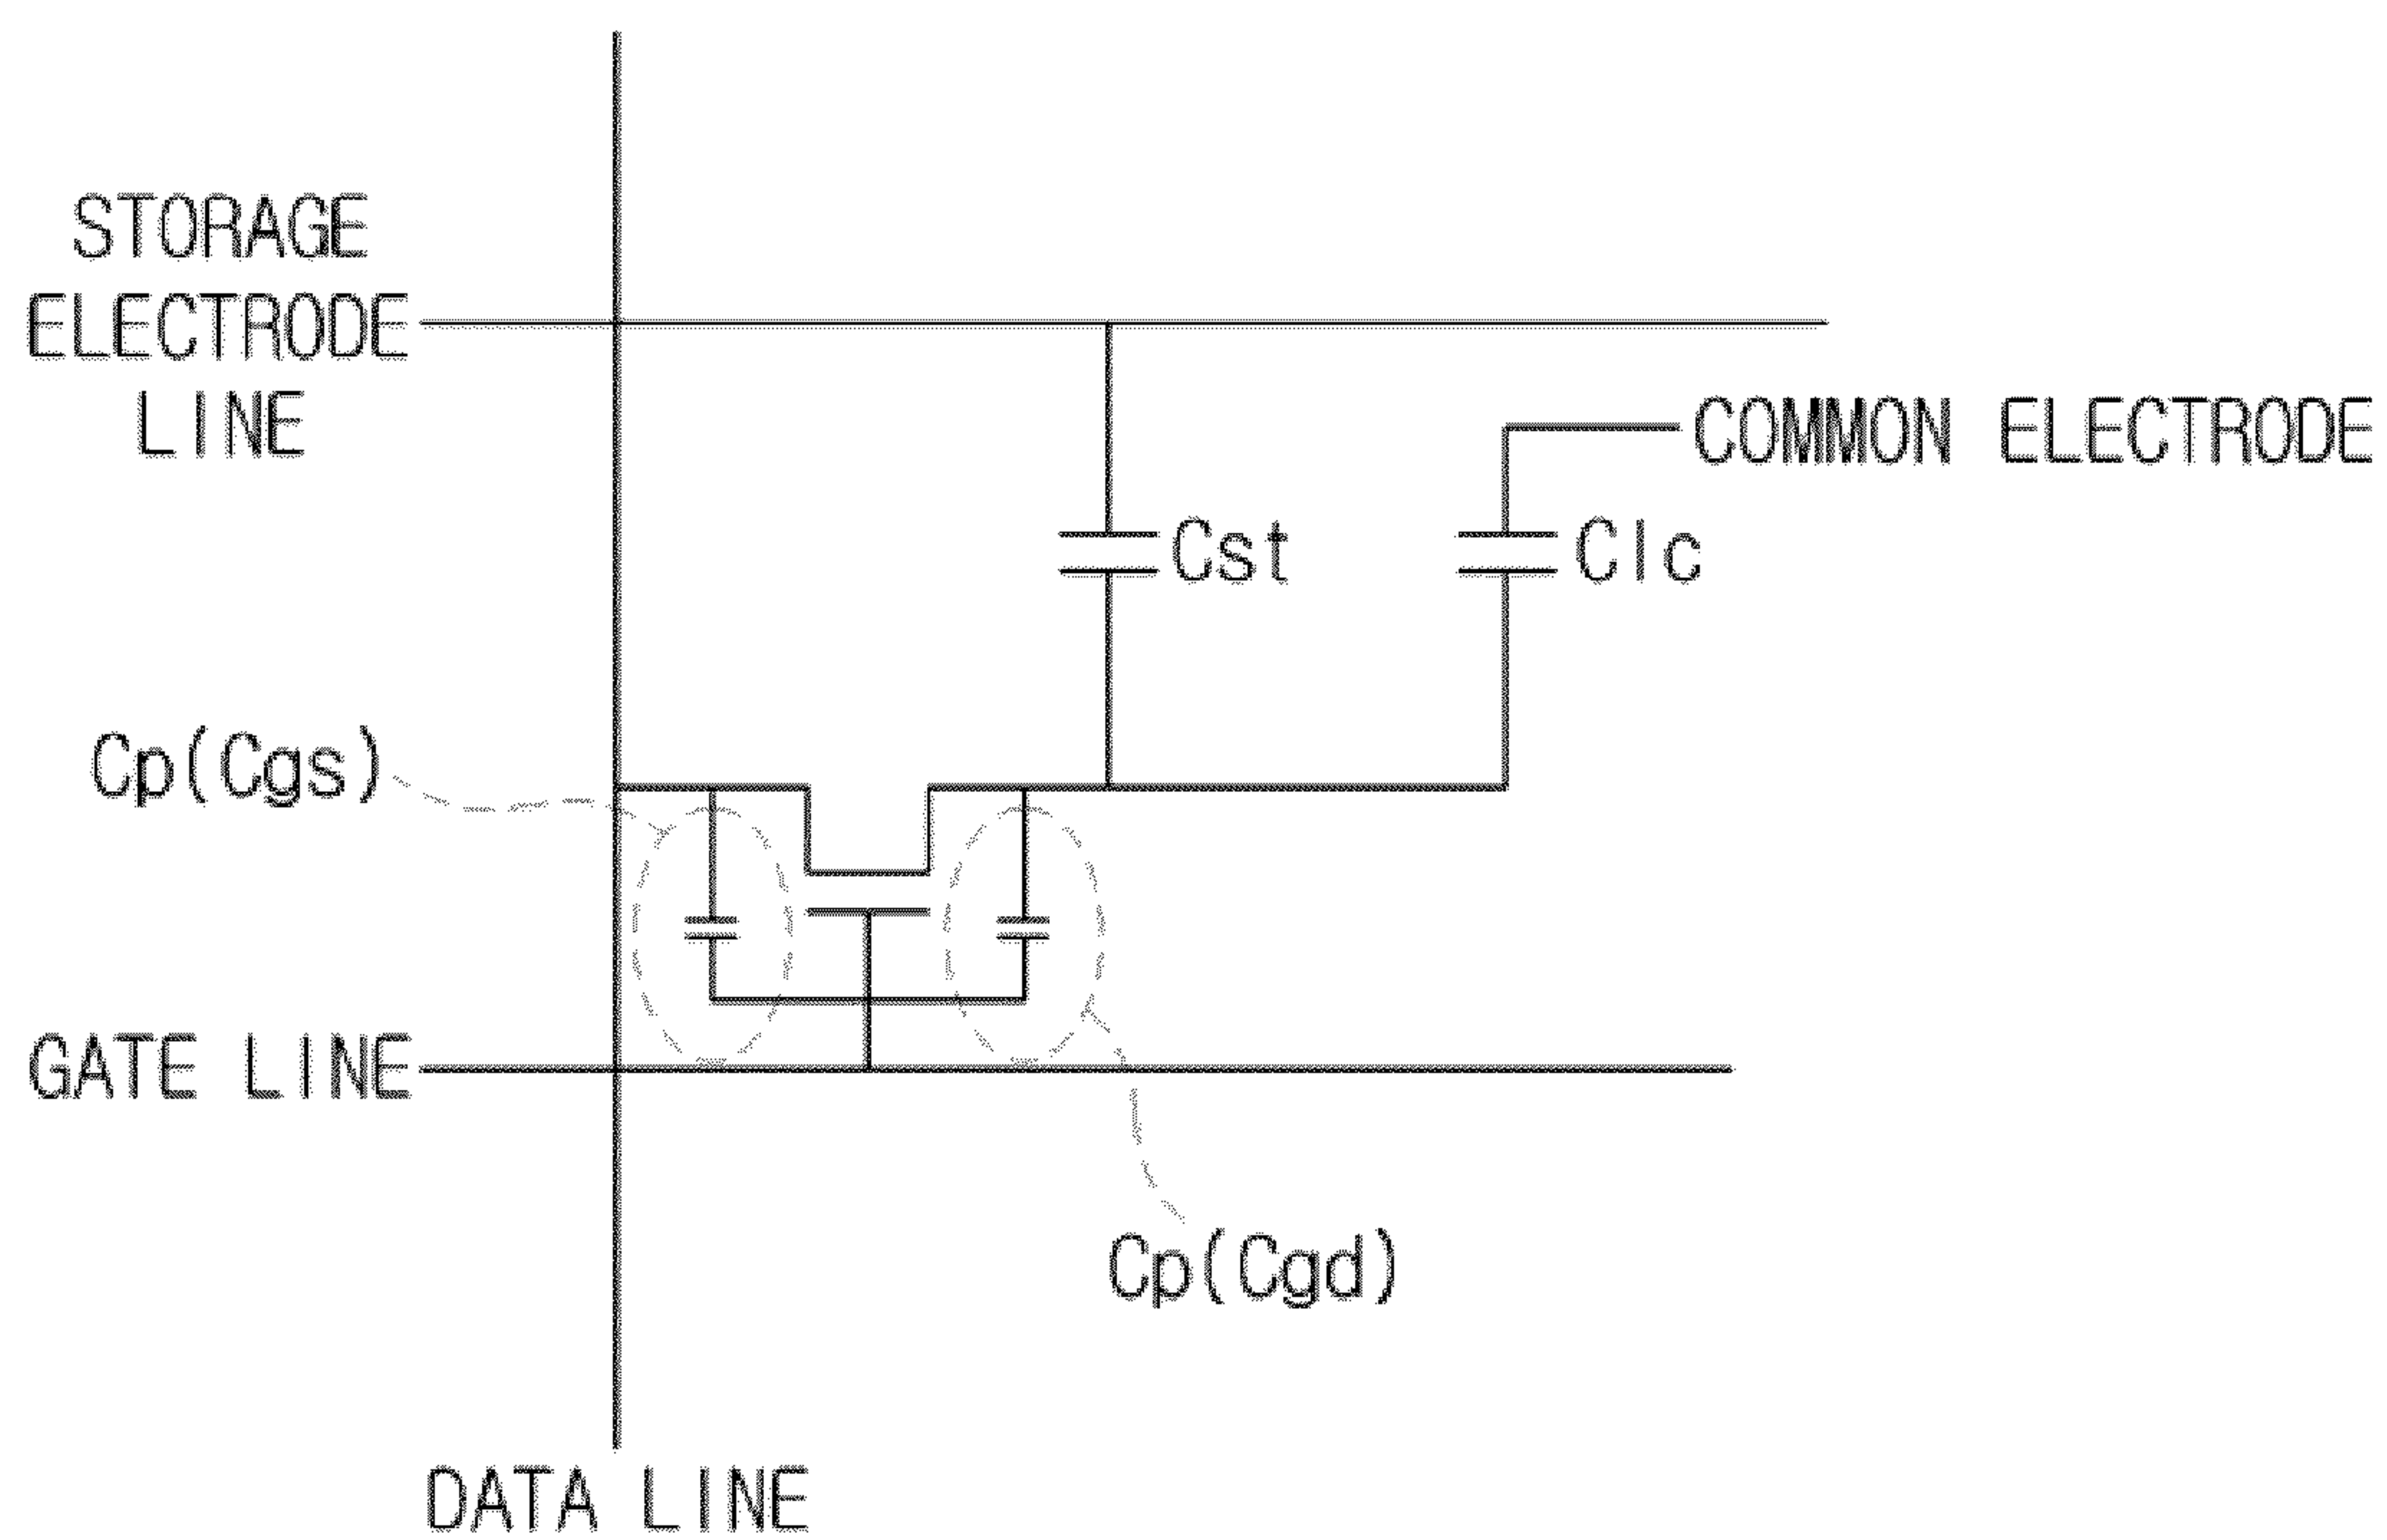 STORAGE
ELECTRODE
LINE
COMMON ELECTRODE
Cst
Clc
Cp(Cgs)
GATE LINE
Cp(Cgd)
DATA LINE